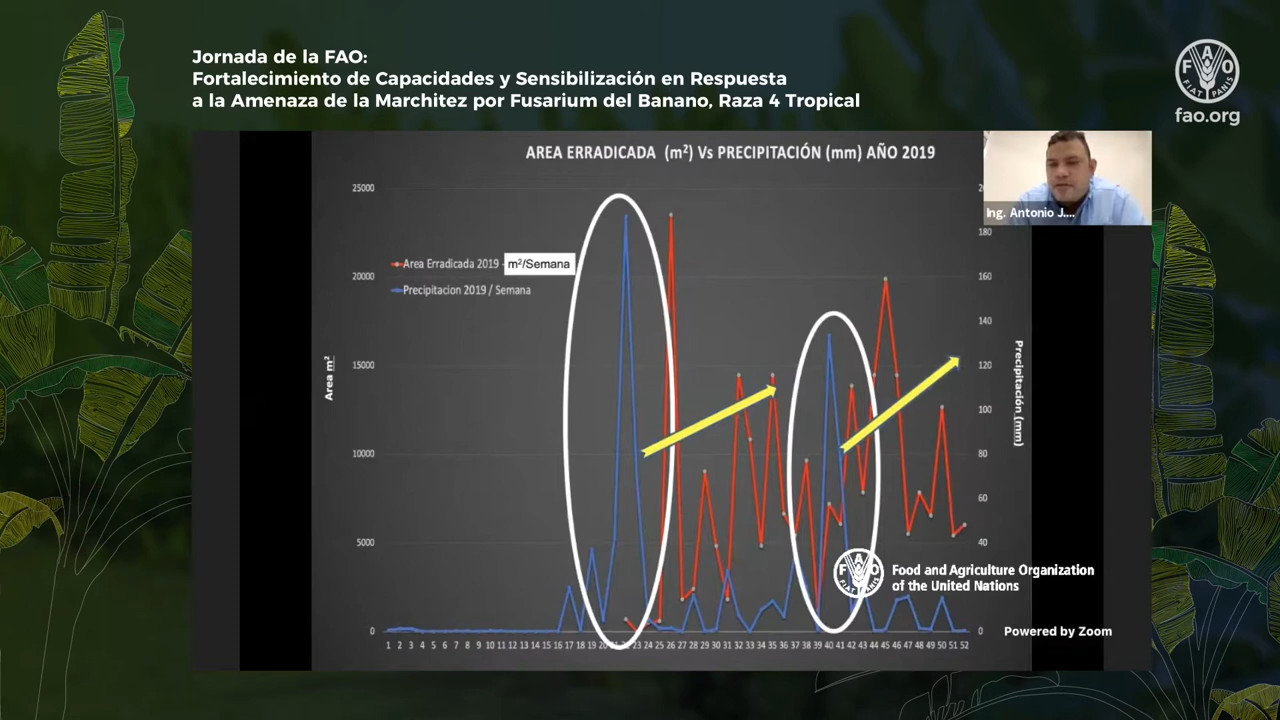 Jornada de la FAO:
Fortalecimiento de Capacidades y Sensibilización en Respuesta
a la Amenaza de la Marchitez por Fusarium del Banano, Raza 4 Tropical
FAO
FIAT PANIS
fao.org
AREA ERRADICADA (m²) Vs PRECIPITACIÓN (mm) AÑO 2019
Ing. Antonio J....
Area Erradicada 2019 - m²/Semana
Precipitacion 2019 / Semana
Area m²
25000
20000
15000
10000
5000
0
180
160
140
120
100
80
60
40
0
Precipitación (mm)
1 2 3 4 5 6 7 8 9 10 11 12 13 14 15 16 17 18 19 20 21 23 24 25 26 27 28 29 30 31 32 33 34 35 36 37 38 39 40 41 42 43 44 45 46 47 48 49 50 51 52
FAO
FIAT PANIS
Food and Agriculture Organization
of the United Nations
Powered by Zoom